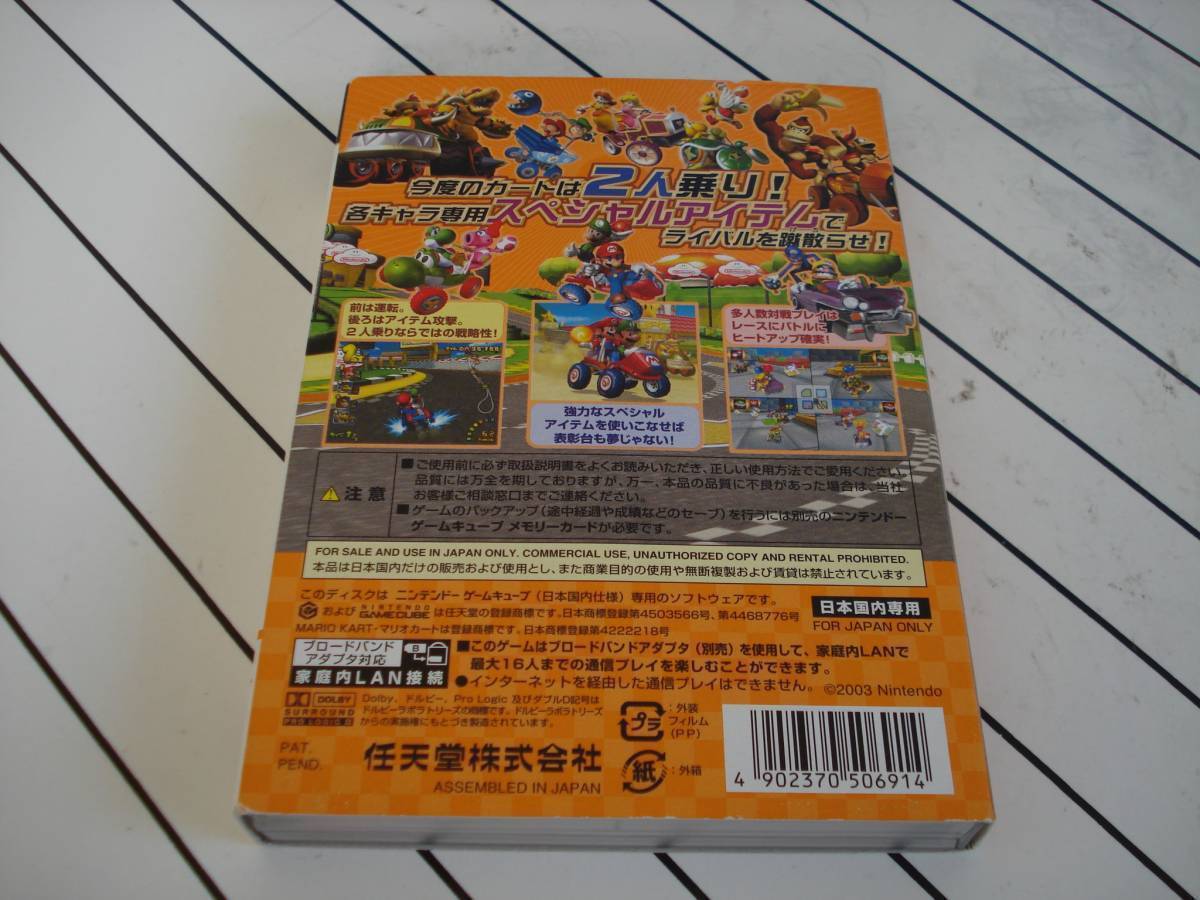 今度のカートは2人乗り！
各キャラ専用スペシャルアイテムで
ライバルを蹴散らせ！
前は運転。
後ろはアイテム攻撃。
2人乗りならではの戦略性！
強力なスペシャル
アイテムを使いこなせば
表彰台も夢じゃない！
多人数対戦プレイは
レースにバトルに
ヒートアップ確実！
注意
■ご使用前に必ず取扱説明書をよくお読みいただき、正しい使用方法でご愛用ください。
品質には万全を期しておりますが、万一、本品の品質に不良があった場合は、当社
お客様ご相談窓口までご連絡ください。
■ゲームのバックアップ（途中経過や成績などのセーブ）を行うには別売のニンテンドー
ゲームキューブ メモリーカードが必要です。
FOR SALE AND USE IN JAPAN ONLY. COMMERCIAL USE, UNAUTHORIZED COPY AND RENTAL PROHIBITED.
本品は日本国内だけの販売および使用とし、また商業目的の使用や無断複製および賃貸は禁止されています。
このディスクは ニンテンドー ゲームキューブ（日本国内仕様）専用のソフトウェアです。
および NINTENDO GAMECUBE は任天堂の登録商標です。日本商標登録第4503566号、第4468776号
MARIO KART・マリオカートは登録商標です。日本商標登録第4222218号
日本国内専用
FOR JAPAN ONLY
ブロードバンド
アダプタ対応
B
家庭内LAN接続
■このゲームはブロードバンドアダプタ（別売）を使用して、家庭内LANで
最大16人までの通信プレイを楽しむことができます。
●インターネットを経由した通信プレイはできません。
©2003 Nintendo
DOLBY
SURROUND
PRO LOGIC II
Dolby、ドルビー、Pro Logic 及びダブルD記号は
ドルビーラボラトリーズの商標です。ドルビーラボラトリーズ
からの実施権にもとづき製造されています。
プラ
：外装
フィルム
（PP）
紙
：外箱
PAT.
PEND.
任天堂株式会社
ASSEMBLED IN JAPAN
4 902370 506914